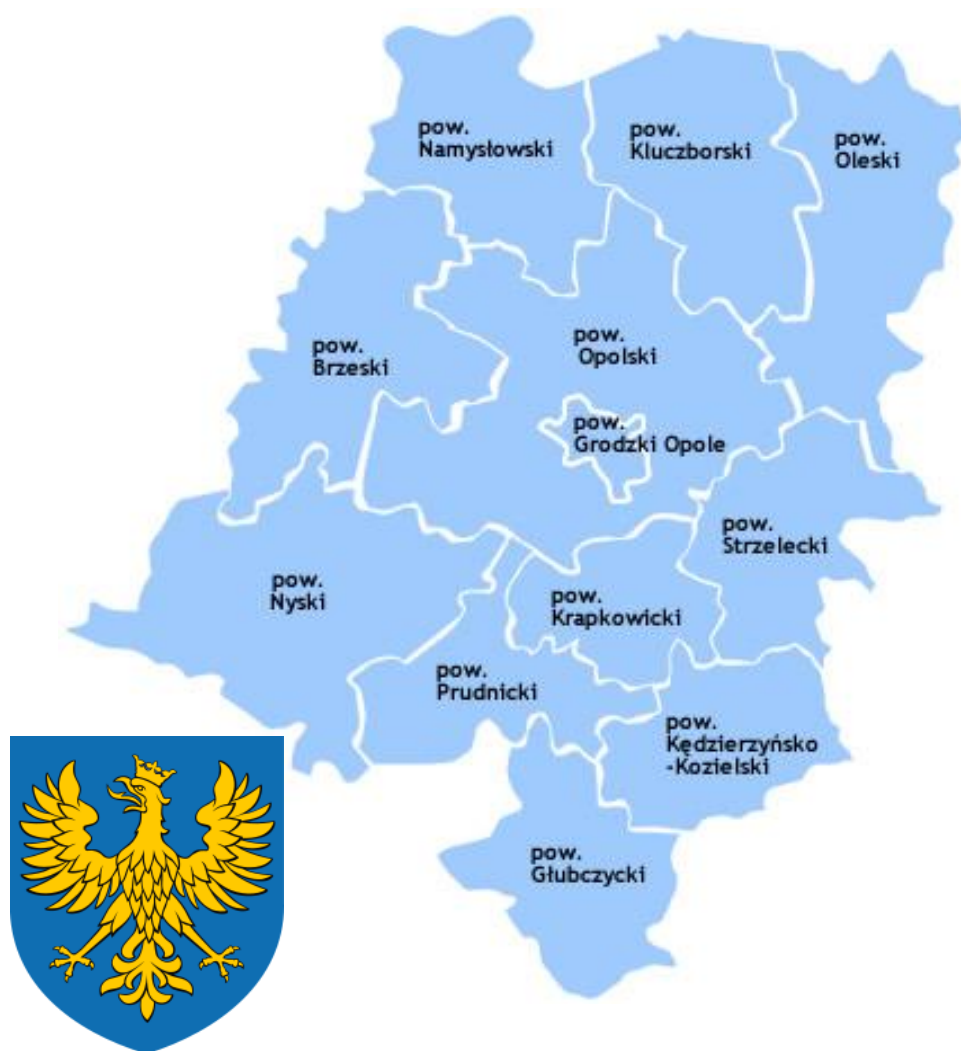 pow.
Namysłowski
pow.
Kluczborski
pow.
Oleski
pow.
Brzeski
pow.
Opolski
pow.
Grodzki Opole
pow.
Strzelecki
pow.
Nyski
pow.
Krapkowicki
pow.
Prudnicki
pow.
Kędzierzyńsko
-Kozielski
pow.
Głubczycki